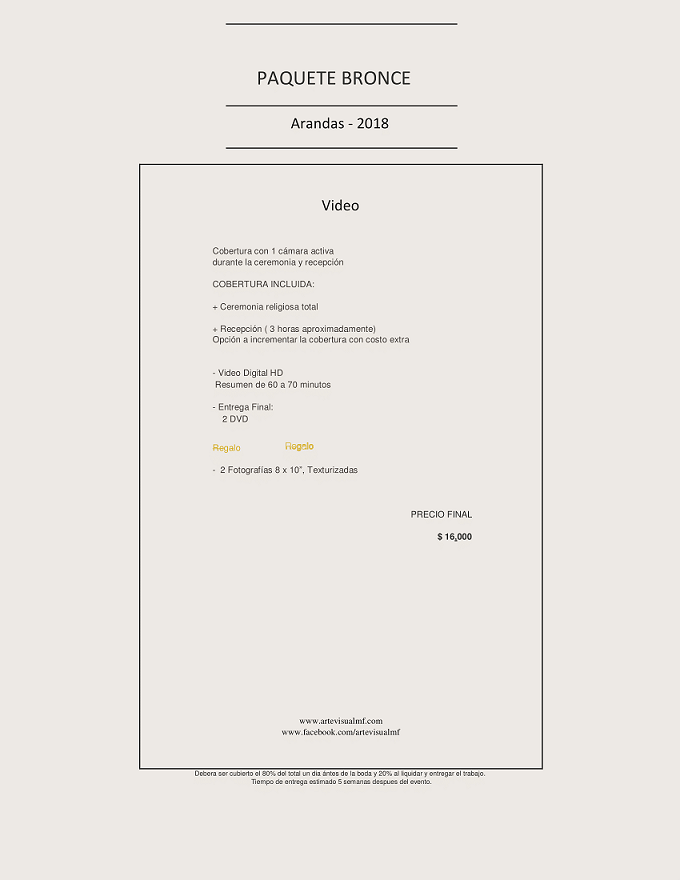 PAQUETE BRONCE
Arandas - 2018
Video
Cobertura con 1 cámara activa
durante la ceremonia y recepción
COBERTURA INCLUIDA:
+ Ceremonia religiosa total
+ Recepción ( 3 horas aproximadamente)
Opción a incrementar la cobertura con costo extra
- Video Digital HD
Resumen de 60 a 70 minutos
- Entrega Final:
2 DVD
Regalo Regalo
- 2 Fotografías 8 x 10", Texturizadas
PRECIO FINAL
$ 16,000
www.artevisualmf.com
www.facebook.com/artevisualmf
Debera ser cubierto el 80% del total un dia ántes de la boda y 20% al liquidar y entregar el trabajo.
Tiempo de entrega estimado 5 semanas despues del evento.